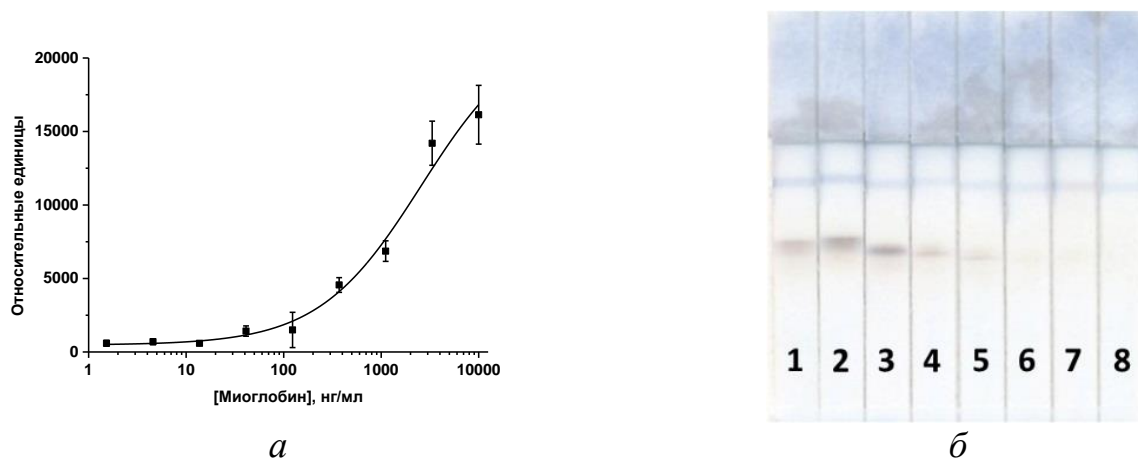 20000
15000
10000
5000
0
Относительные единицы
1 10 100 1000 10000
[Миоглобин], нг/мл
1 2 3 4 5 6 7 8
а
б